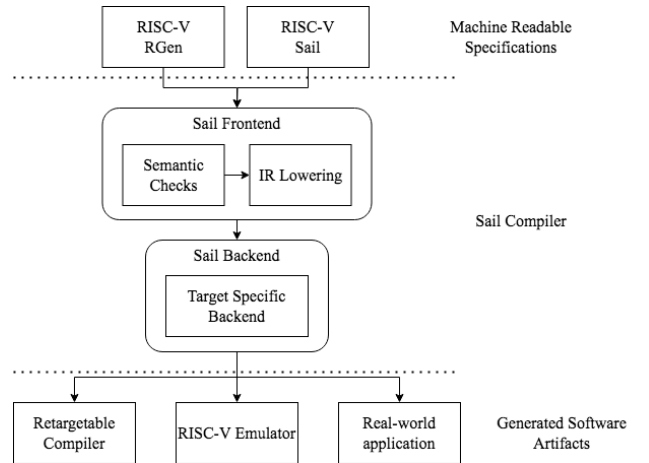 RISC-V
RGen
RISC-V
Sail
Machine Readable
Specifications
Sail Frontend
Semantic
Checks
IR Lowering
Sail Compiler
Sail Backend
Target Specific
Backend
Retargetable
Compiler
RISC-V Emulator
Real-world
application
Generated Software
Artifacts